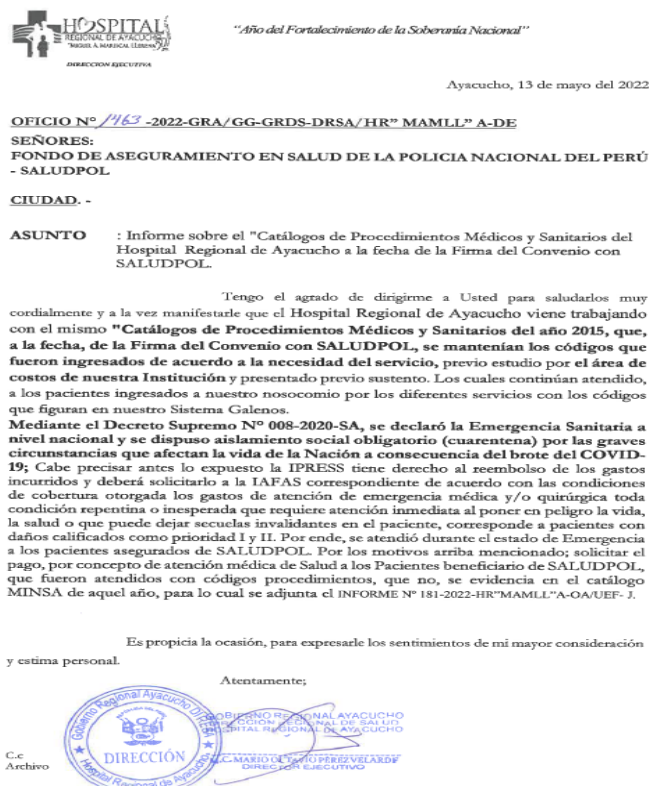 HOSPITAL
REGIONAL DE AYACUCHO
"MIGUEL A. MARISCAL LLERENA"
DIRECCION EJECUTIVA
"Año del Fortalecimiento de la Soberanía Nacional"
Ayacucho, 13 de mayo del 2022
OFICIO N° 1463 -2022-GRA/GG-GRDS-DRSA/HR" MAMLL" A-DE
SEÑORES:
FONDO DE ASEGURAMIENTO EN SALUD DE LA POLICIA NACIONAL DEL PERÚ
- SALUDPOL
CIUDAD. -
ASUNTO : Informe sobre el "Catálogos de Procedimientos Médicos y Sanitarios del
Hospital Regional de Ayacucho a la fecha de la Firma del Convenio con
SALUDPOL.
Tengo el agrado de dirigirme a Usted para saludarlos muy
cordialmente y a la vez manifestarle que el Hospital Regional de Ayacucho viene trabajando
con el mismo "Catálogos de Procedimientos Médicos y Sanitarios del año 2015, que,
a la fecha, de la Firma del Convenio con SALUDPOL, se mantenían los códigos que
fueron ingresados de acuerdo a la necesidad del servicio, previo estudio por el área de
costos de nuestra Institución y presentado previo sustento. Los cuales continúan atendido,
a los pacientes ingresados a nuestro nosocomio por los diferentes servicios con los códigos
que figuran en nuestro Sistema Galenos.
Mediante el Decreto Supremo N° 008-2020-SA, se declaró la Emergencia Sanitaria a
nivel nacional y se dispuso aislamiento social obligatorio (cuarentena) por las graves
circunstancias que afectan la vida de la Nación a consecuencia del brote del COVID-
19; Cabe precisar antes lo expuesto la IPRESS tiene derecho al reembolso de los gastos
incurridos y deberá solicitarlo a la IAFAS correspondiente de acuerdo con las condiciones
de cobertura otorgada los gastos de atención de emergencia médica y/o quirúrgica toda
condición repentina o inesperada que requiere atención inmediata al poner en peligro la vida,
la salud o que puede dejar secuelas invalidantes en el paciente, corresponde a pacientes con
daños calificados como prioridad I y II. Por ende, se atendió durante el estado de Emergencia
a los pacientes asegurados de SALUDPOL. Por los motivos arriba mencionado; solicitar el
pago, por concepto de atención médica de Salud a los Pacientes beneficiario de SALUDPOL,
que fueron atendidos con códigos procedimientos, que no, se evidencia en el catálogo
MINSA de aquel año, para lo cual se adjunta el INFORME N° 181-2022-HR"MAMLL"A-OA/UEF- J.
Es propicia la ocasión, para expresarle los sentimientos de mi mayor consideración
y estima personal.
Atentamente;
Gobierno Regional Ayacucho DIRESA
DIRECCIÓN
Hospital Regional de Ayacucho
GOBIERNO REGIONAL AYACUCHO
DIRECCIÓN REGIONAL DE SALUD
HOSPITAL REGIONAL DE AYACUCHO
M.C. MARIO OCTAVIO PÉREZ VELARDE
DIRECTOR EJECUTIVO
C.c
Archivo